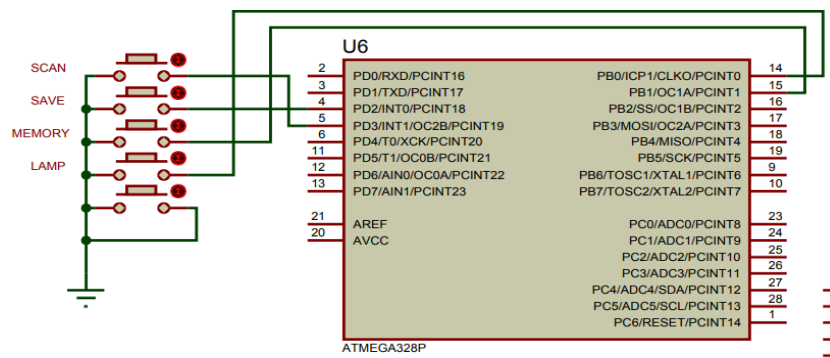 SCAN
SAVE
MEMORY
LAMP
U6
2 PD0/RXD/PCINT16
3 PD1/TXD/PCINT17
4 PD2/INT0/PCINT18
5 PD3/INT1/OC2B/PCINT19
6 PD4/T0/XCK/PCINT20
11 PD5/T1/OC0B/PCINT21
12 PD6/AIN0/OC0A/PCINT22
13 PD7/AIN1/PCINT23
21 AREF
20 AVCC
PB0/ICP1/CLKO/PCINT0 14
PB1/OC1A/PCINT1 15
PB2/SS/OC1B/PCINT2 16
PB3/MOSI/OC2A/PCINT3 17
PB4/MISO/PCINT4 18
PB5/SCK/PCINT5 19
PB6/TOSC1/XTAL1/PCINT6 9
PB7/TOSC2/XTAL2/PCINT7 10
PC0/ADC0/PCINT8 23
PC1/ADC1/PCINT9 24
PC2/ADC2/PCINT10 25
PC3/ADC3/PCINT11 26
PC4/ADC4/SDA/PCINT12 27
PC5/ADC5/SCL/PCINT13 28
PC6/RESET/PCINT14 1
ATMEGA328P